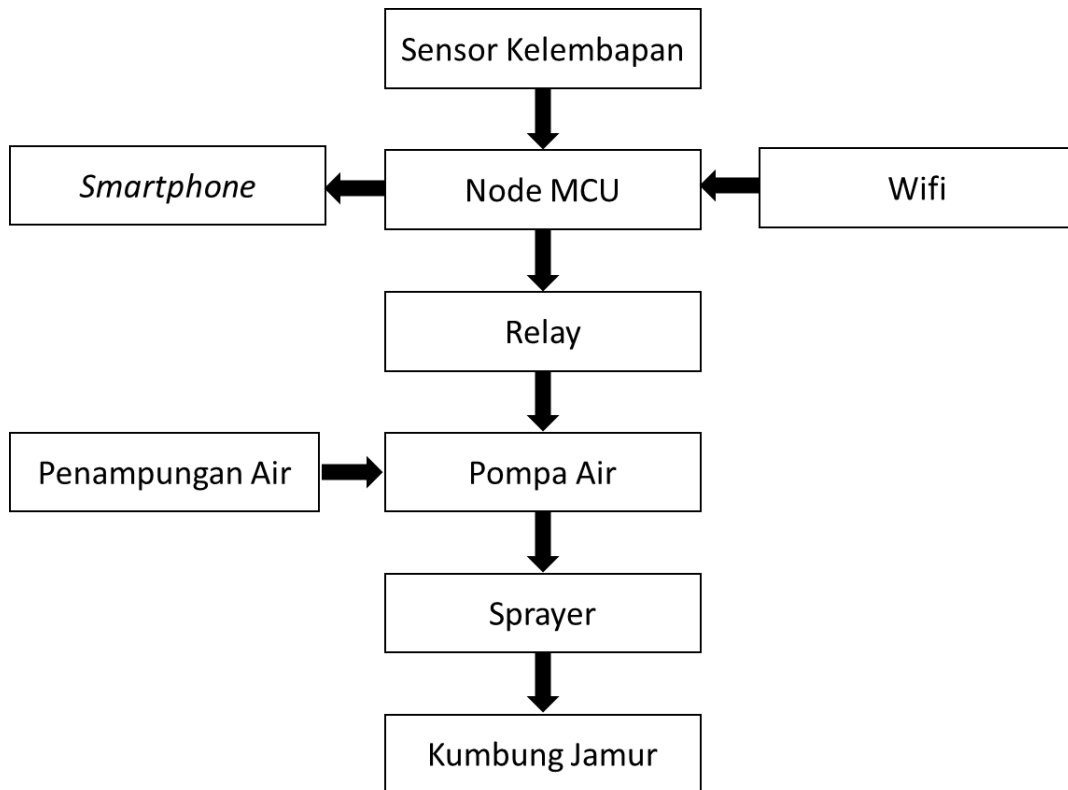 Sensor Kelembapan
Smartphone
Node MCU
Wifi
Relay
Penampungan Air
Pompa Air
Sprayer
Kumbung Jamur